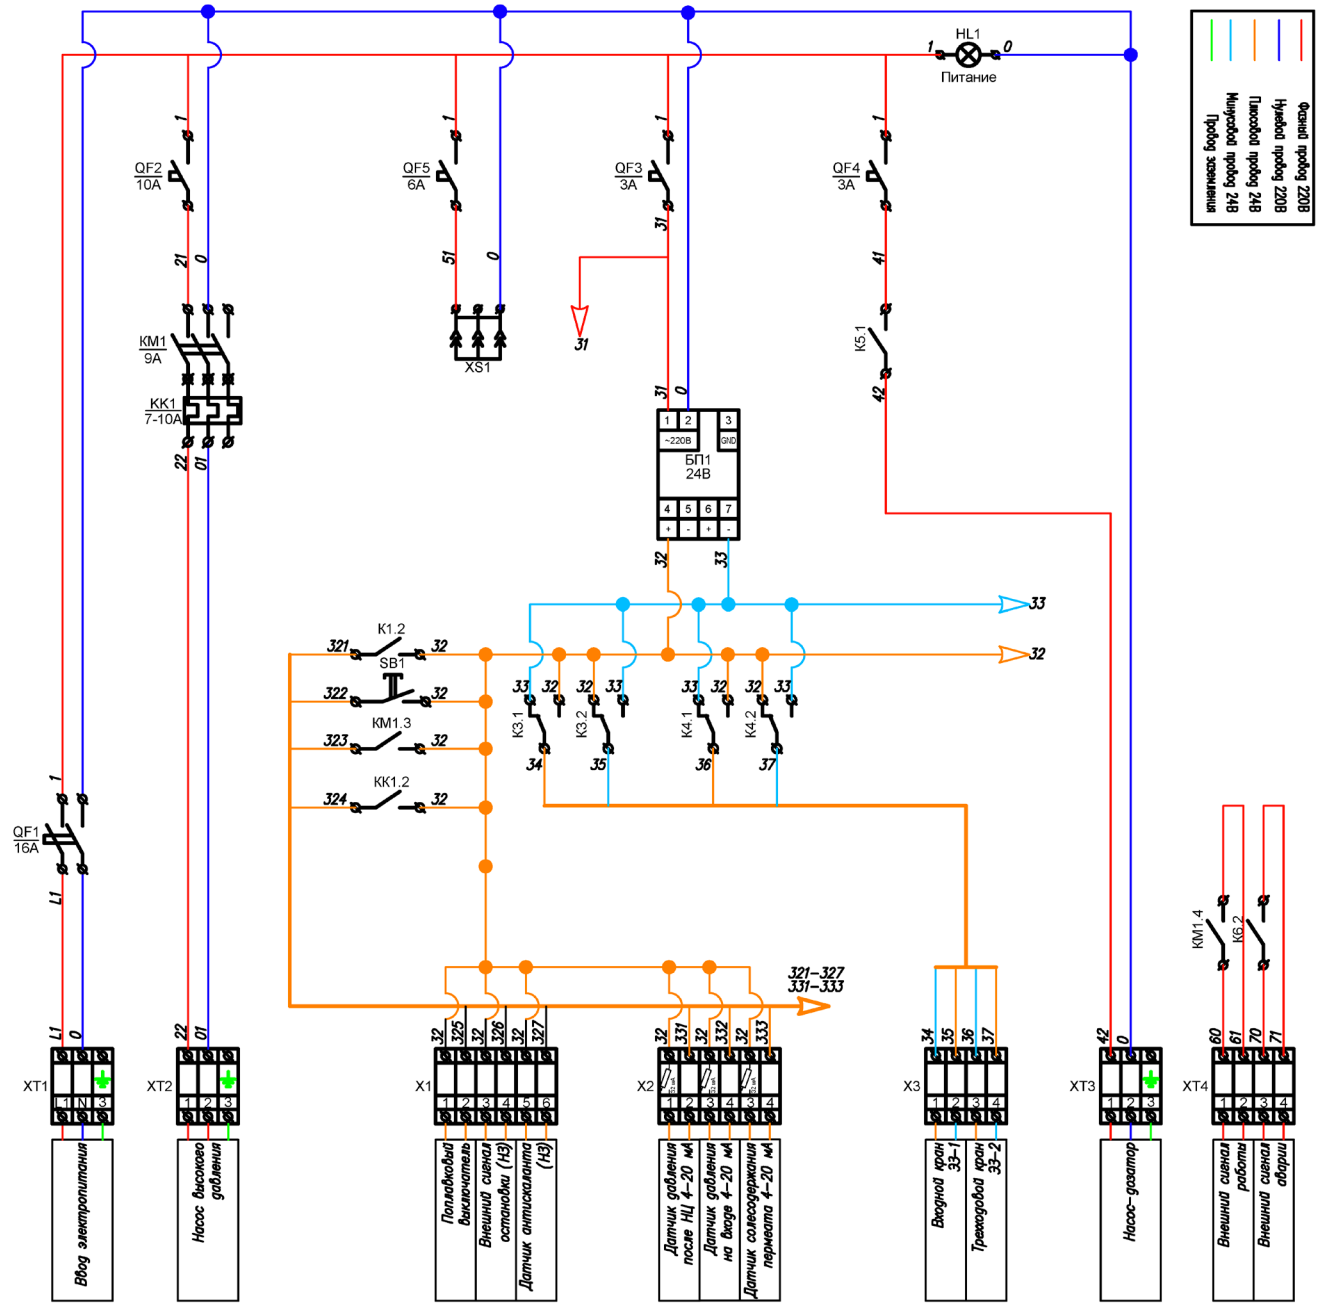 HL1
1
0
Питание
Фазный провод 220В
Нулевой провод 220В
Плюсовой провод 24В
Минусовой провод 24В
Провод заземления
1
1
1
1
QF2
10A
QF5
6A
QF3
3A
QF4
3A
21
0
51
0
31
41
31
KM1
9A
XS1
K5.1
KK1
7-10A
31
0
42
22
01
1
2
3
~220В
GND
БП1
24В
4
5
6
7
+
-
+
-
32
33
33
32
321
K1.2
32
SB1
322
32
KM1.3
323
32
KK1.2
324
32
33
32
32
33
33
32
32
33
K3.1
K3.2
K4.1
K4.2
34
35
36
37
1
QF1
16A
L1
KM1.4
K6.2
321-327
331-333
L1
0
22
01
32
325
32
326
32
327
32
331
32
332
32
333
34
35
36
37
42
0
60
61
70
71
XT1
L1
N
3
XT2
1
2
3
X1
1
2
3
4
5
6
X2
1
2
3
4
3
4
X3
1
2
3
4
XT3
1
2
3
XT4
1
2
3
4
Ввод электропитания
Насос высокого
давления
Поплавковый
выключатель
Внешний сигнал
остановки (НЗ)
Датчик антискаланта
(НЗ)
Датчик давления
после НЦ 4-20 мА
Датчик давления
на входе 4-20 мА
Датчик солесодержания
пермеата 4-20 мА
Входной кран
ЭЭ-1
Трехходовой кран
ЭЭ-2
Насос-дозатор
Внешний сигнал
работы
Внешний сигнал
аварии